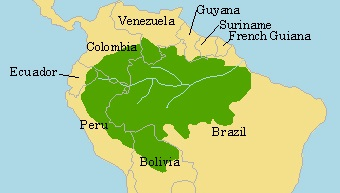 Guyana
Venezuela
Suriname
French Guiana
Colombia
Ecuador
Peru
Brazil
Bolivia